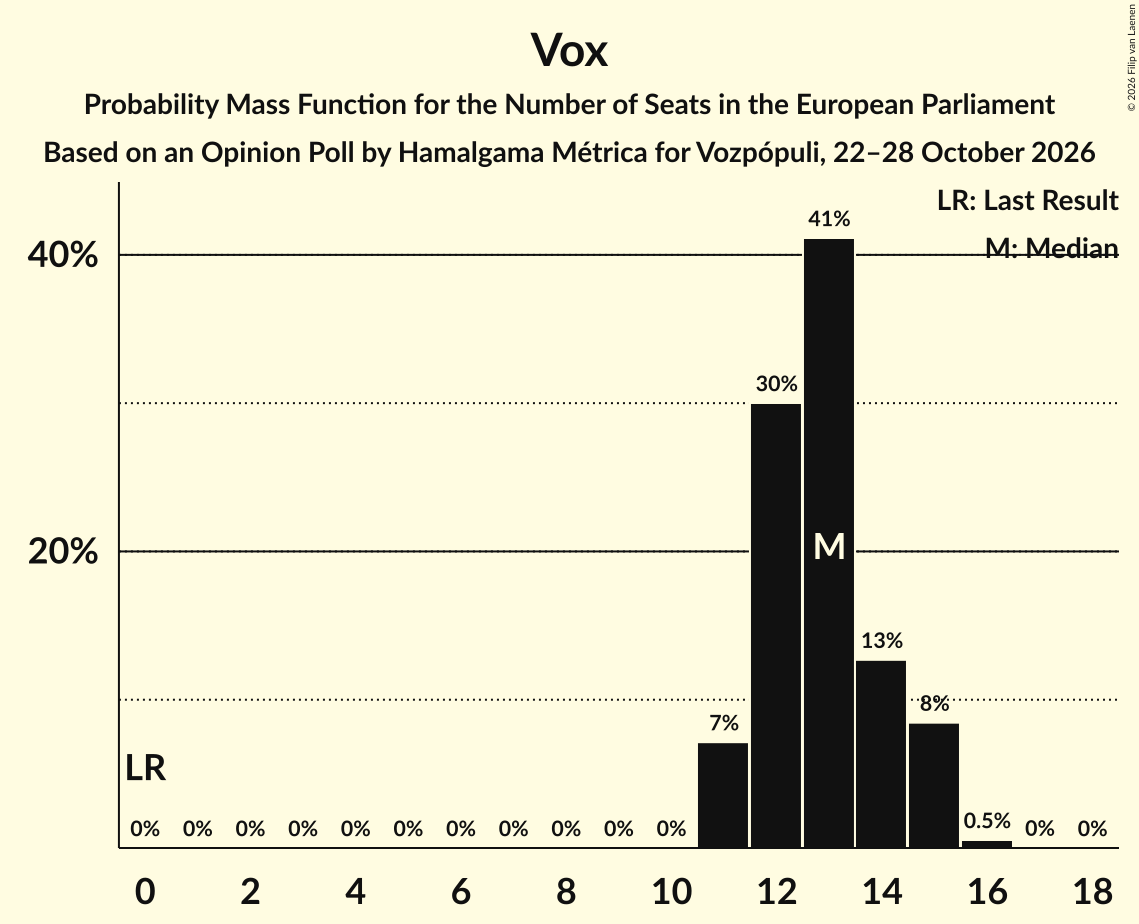 Vox
Probability Mass Function for the Number of Seats in the European Parliament
Based on an Opinion Poll by Hamalgama Métrica for Vozpópuli, 22–28 October 2026
© 2026 Filip van Laenen
LR: Last Result
M: Median
41%
40%
30%
20%
M
13%
8%
7%
LR
0% 0% 0% 0% 0% 0% 0% 0% 0% 0% 0% 0.5% 0% 0%
0 2 4 6 8 10 12 14 16 18